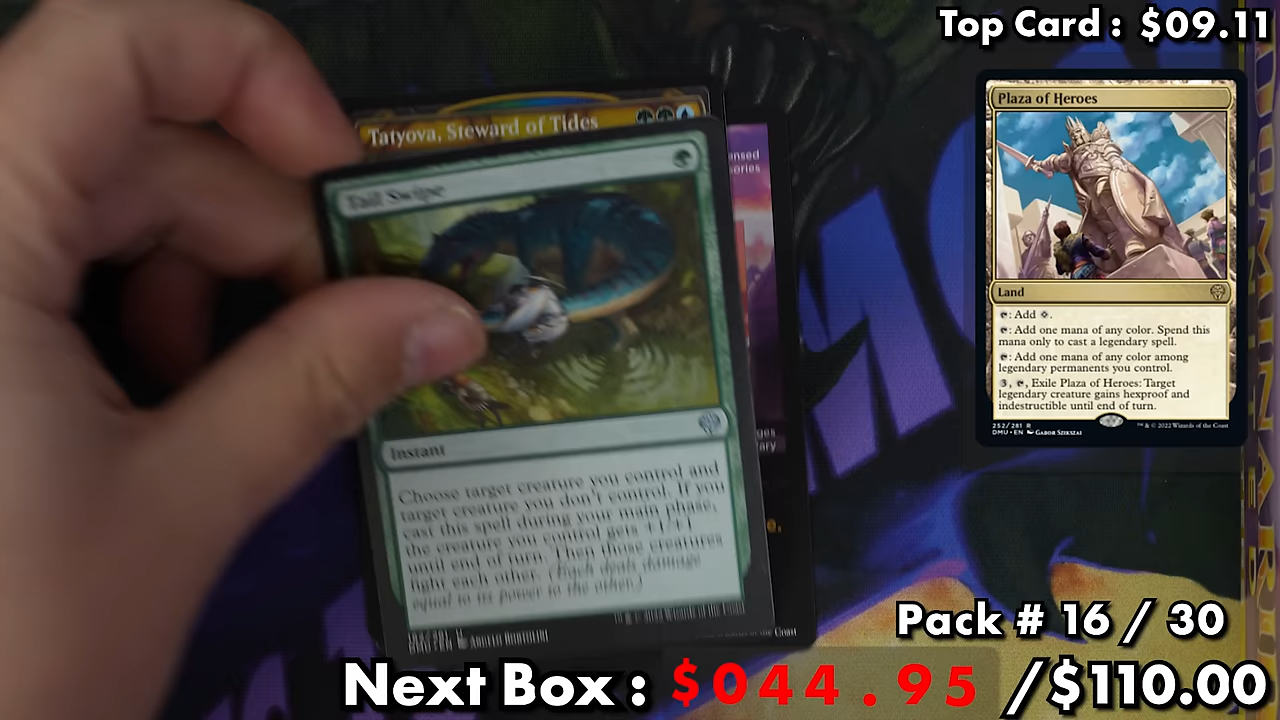 Top Card : $09.11
Plaza of Heroes
Land
: Add .
: Add one mana of any color. Spend this
mana only to cast a legendary spell.
: Add one mana of any color among
legendary permanents you control.
3, , Exile Plaza of Heroes: Target
legendary creature gains hexproof and
indestructible until end of turn.
252/281 R
DMU • EN Gabor Szikszai
™ & © 2022 Wizards of the Coast
Tatyova, Steward of Tides
Tail Swipe
Instant
Choose target creature you control and
target creature you don't control. If you
cast this spell during your main phase,
the creature you control gets +1/+1
until end of turn. Then those creatures
fight each other. (Each deals damage
equal to its power to the other.)
Pack # 16 / 30
Next Box : $044.95 /$110.00